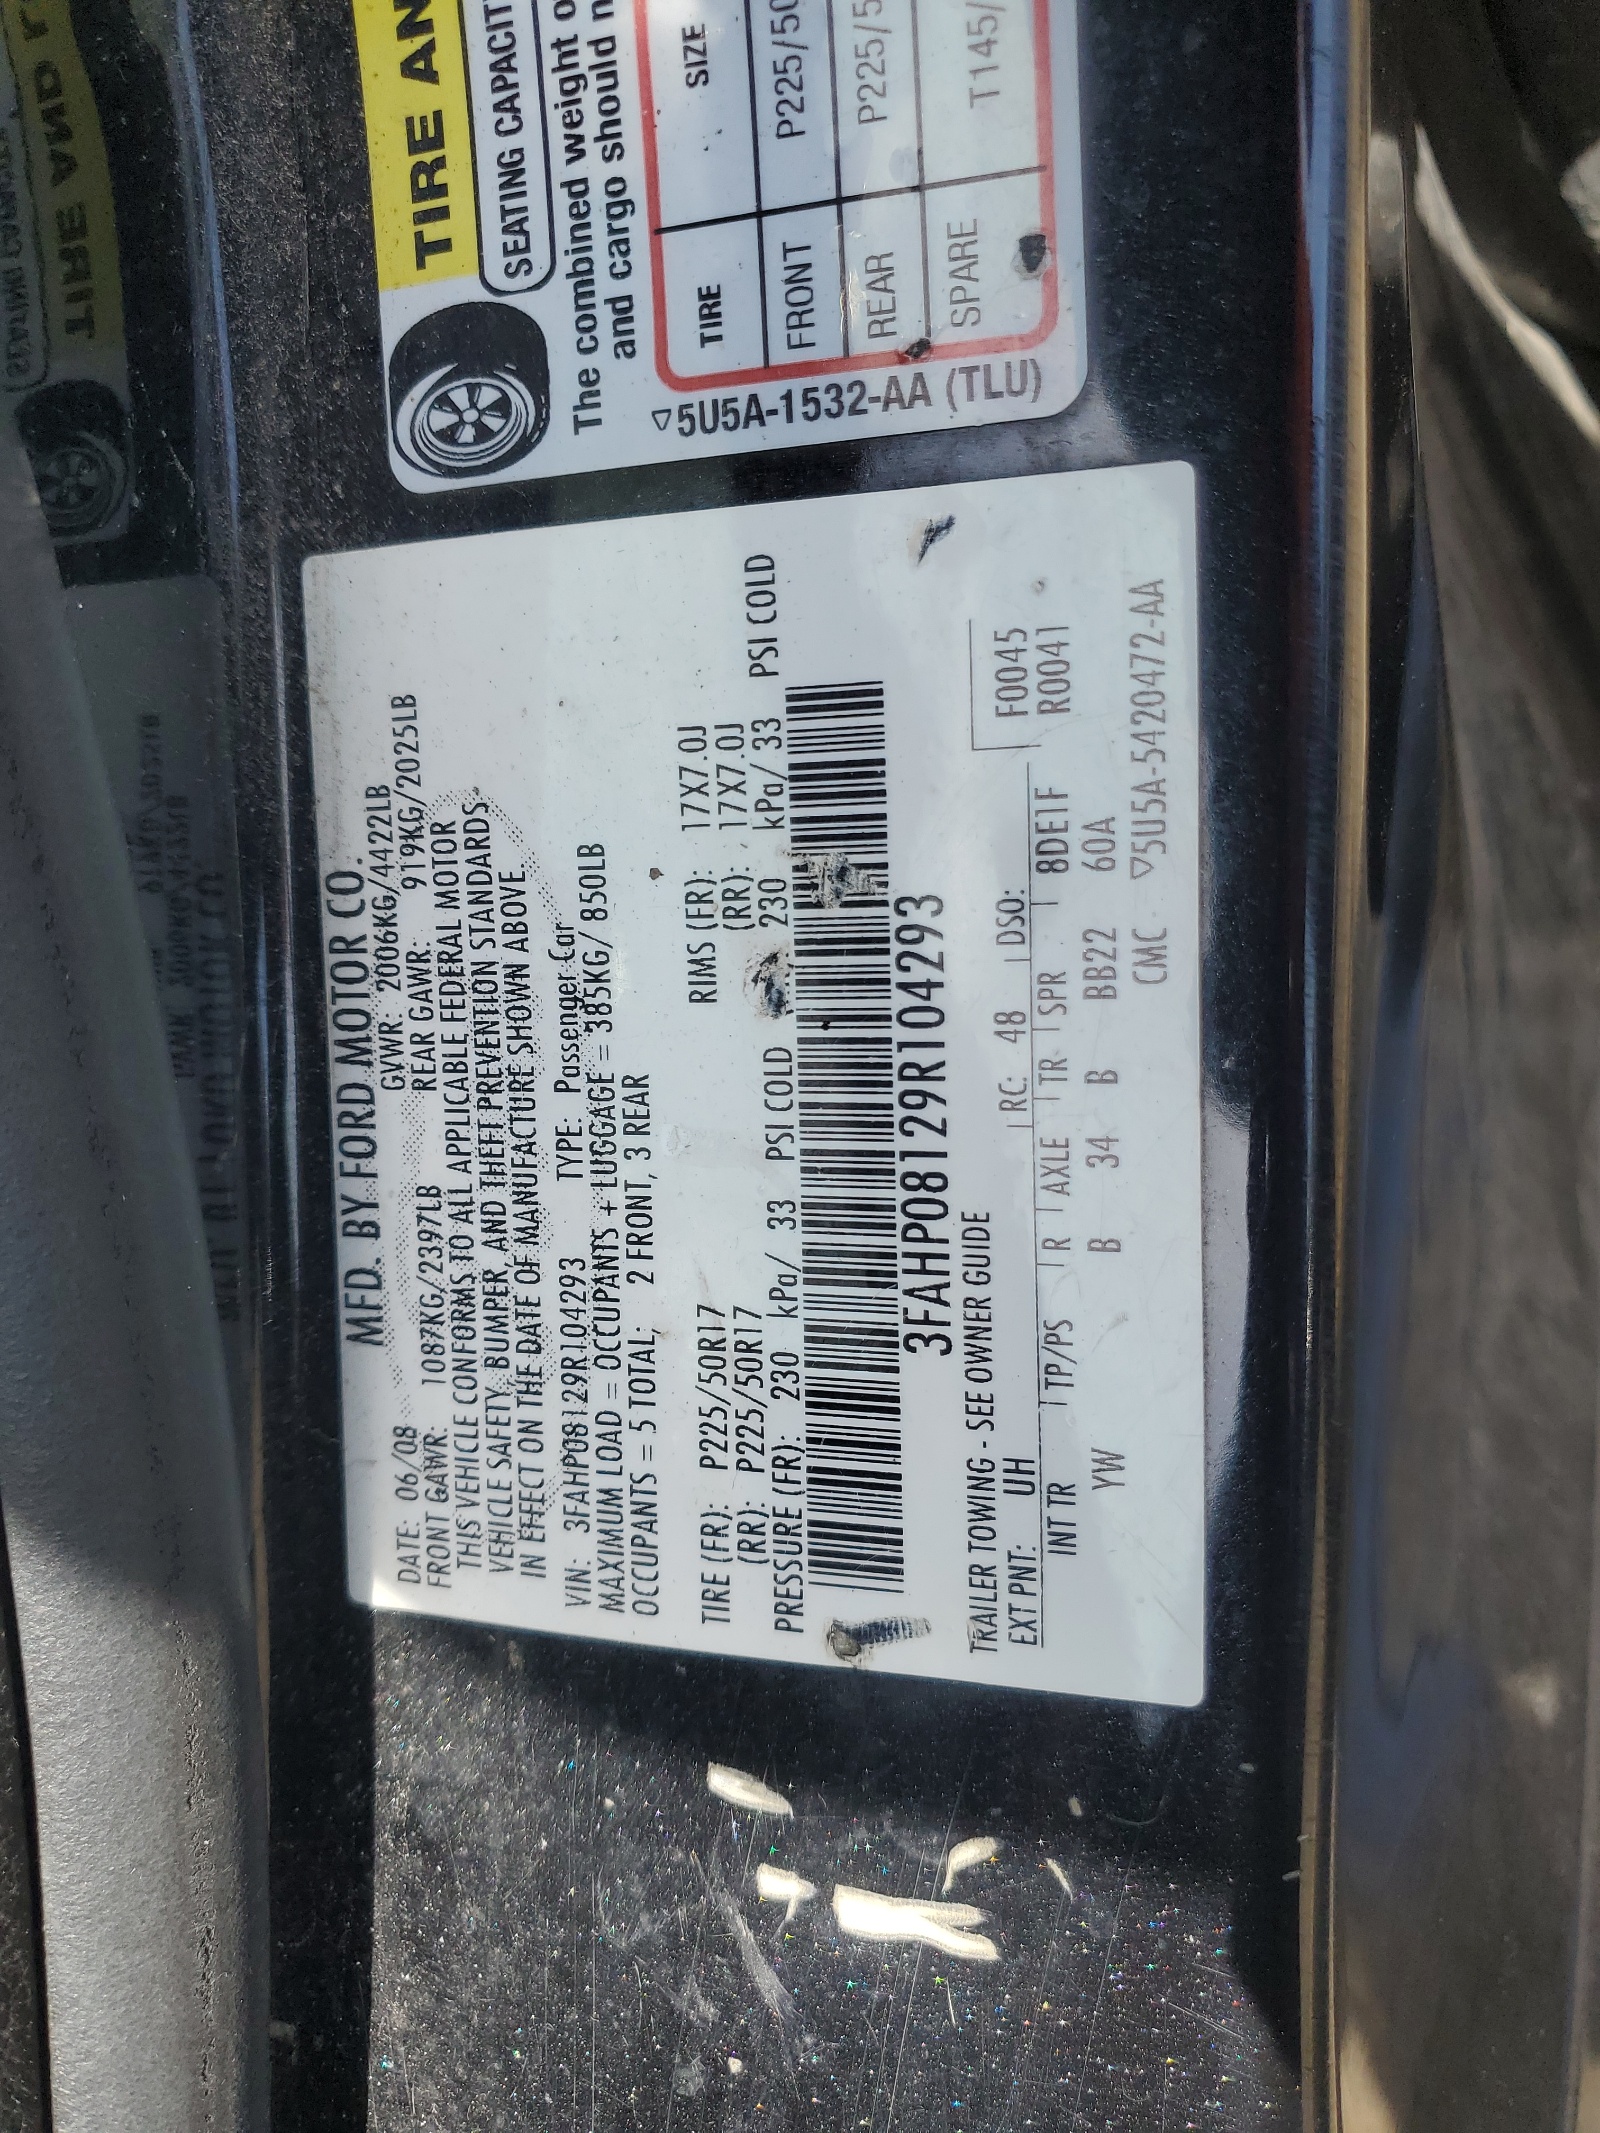 MFD. BY FORD MOTOR CO.
DATE: 06/08 GVWR: 2006KG/4422LB
FRONT GAWR: 1087KG/2397LB REAR GAWR: 919KG/2025LB
THIS VEHICLE CONFORMS TO ALL APPLICABLE FEDERAL MOTOR
VEHICLE SAFETY, BUMPER, AND THEFT PREVENTION STANDARDS
IN EFFECT ON THE DATE OF MANUFACTURE SHOWN ABOVE.
VIN: 3FAHP08129R104293 TYPE: Passenger Car
MAXIMUM LOAD = OCCUPANTS + LUGGAGE = 385KG/ 850LB
OCCUPANTS = 5 TOTAL; 2 FRONT, 3 REAR
TIRE (FR): P225/50R17 RIMS (FR): 17X7.0J
(RR): P225/50R17 (RR): 17X7.0J
PRESSURE (FR): 230 kPa/ 33 PSI COLD 230 kPa/ 33 PSI COLD
3FAHP08129R104293
TRAILER TOWING - SEE OWNER GUIDE
EXT PNT: UH RC: 48 DSO: F0045
INT TR TP/PS R AXLE TR SPR 8DE1F R0041
YW B 34 B BB22 60A
CMC ▽5U5A-5420472-AA
TIRE AN
SEATING CAPACIT
The combined weight o
and cargo should n
TIRE SIZE
FRONT P225/50
REAR P225/5
SPARE T145/
▽5U5A-1532-AA (TLU)